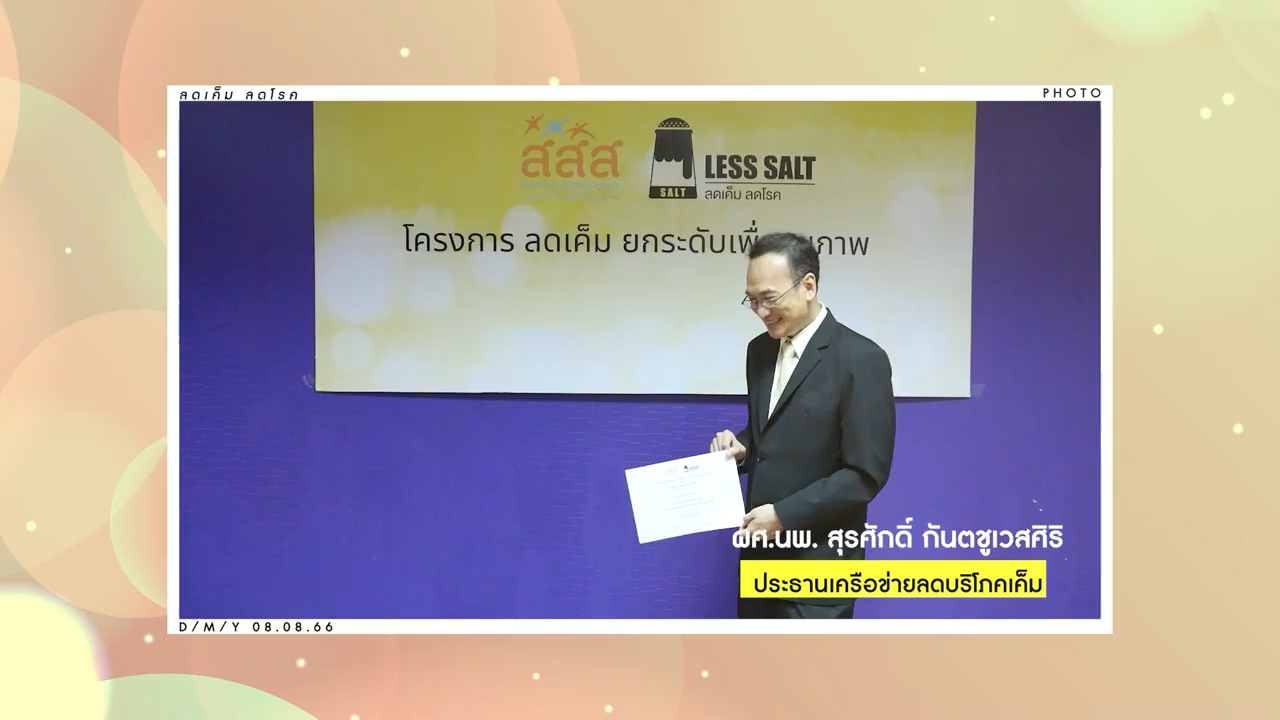 ลดเค็ม ลดโรค
PHOTO
สสส
SALT
LESS SALT
ลดเค็ม ลดโรค
โครงการ ลดเค็ม ยกระดับเพื่
ภาพ
ผศ.นพ. สุรศักดิ์ กันตชูเวสศิริ
ประธานเครือข่ายลดบริโภคเค็ม
D/M/Y 08.08.66